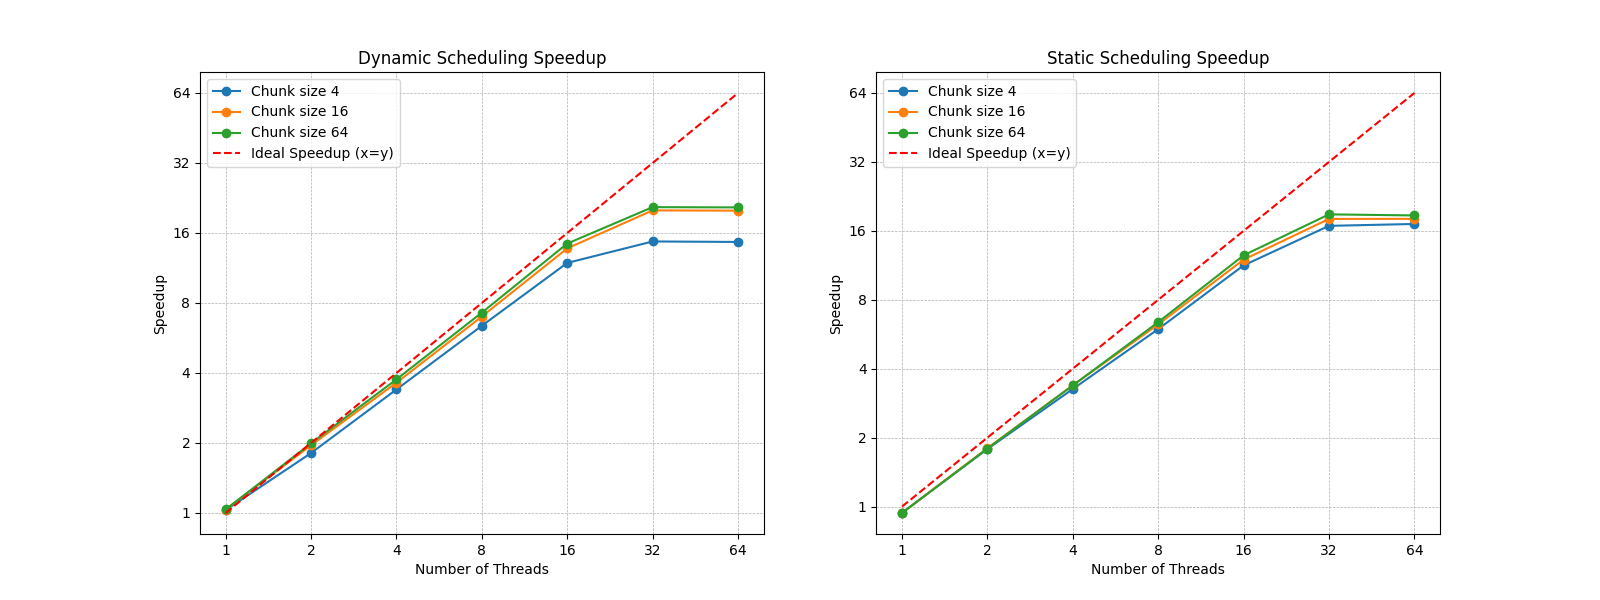 Dynamic Scheduling Speedup
Chunk size 4
Chunk size 16
Chunk size 64
Ideal Speedup (x=y)
64
32
16
8
4
2
1
Speedup
1 2 4 8 16 32 64
Number of Threads
Static Scheduling Speedup
Chunk size 4
Chunk size 16
Chunk size 64
Ideal Speedup (x=y)
64
32
16
8
4
2
1
Speedup
1 2 4 8 16 32 64
Number of Threads